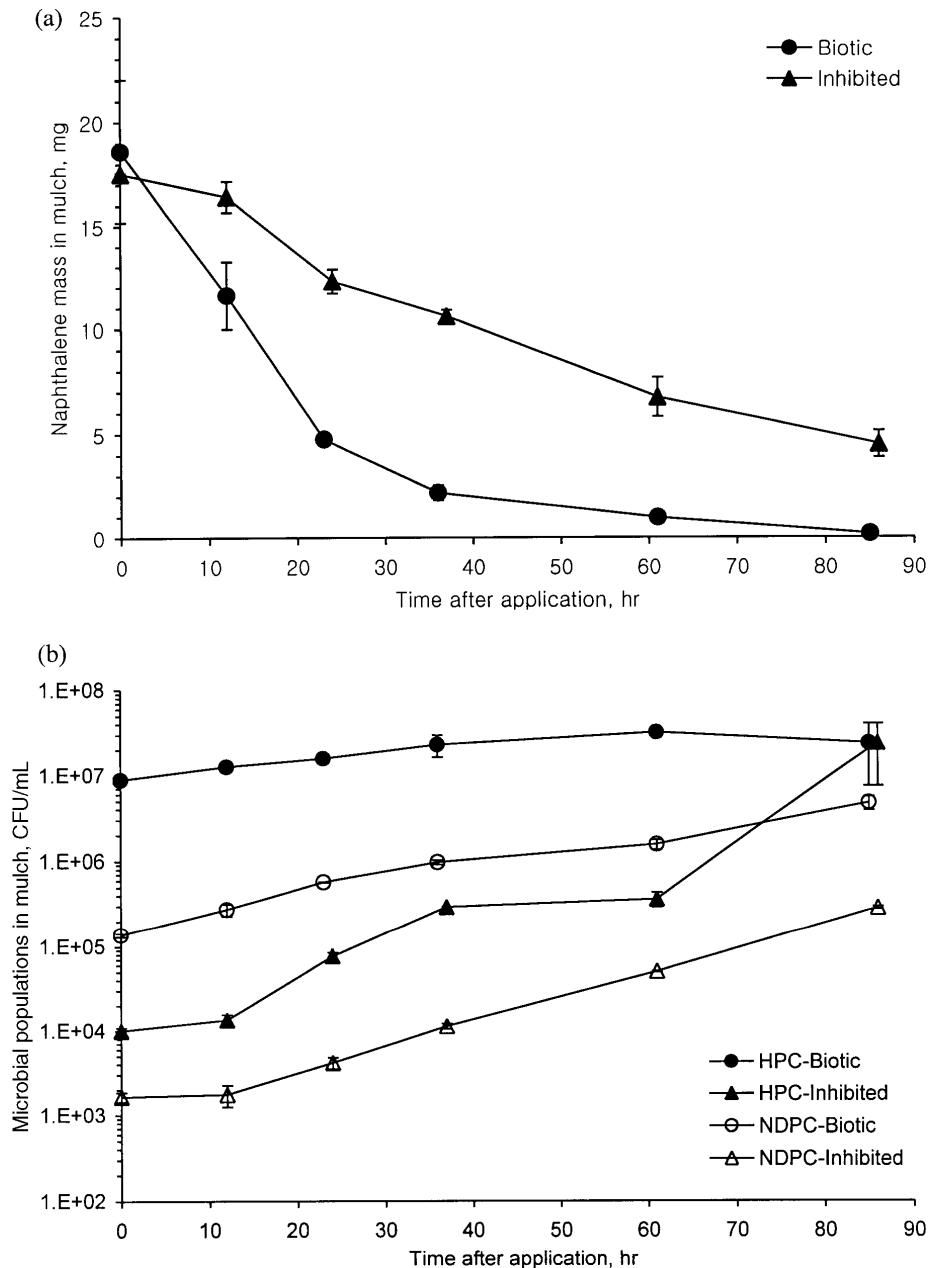 (a)
25
20
15
10
5
0
Naphthalene mass in mulch, mg
Biotic
Inhibited
0 10 20 30 40 50 60 70 80 90
Time after application, hr
(b)
1.E+08
1.E+07
1.E+06
1.E+05
1.E+04
1.E+03
1.E+02
Microbial populations in mulch, CFU/mL
HPC-Biotic
HPC-Inhibited
NDPC-Biotic
NDPC-Inhibited
0 10 20 30 40 50 60 70 80 90
Time after application, hr